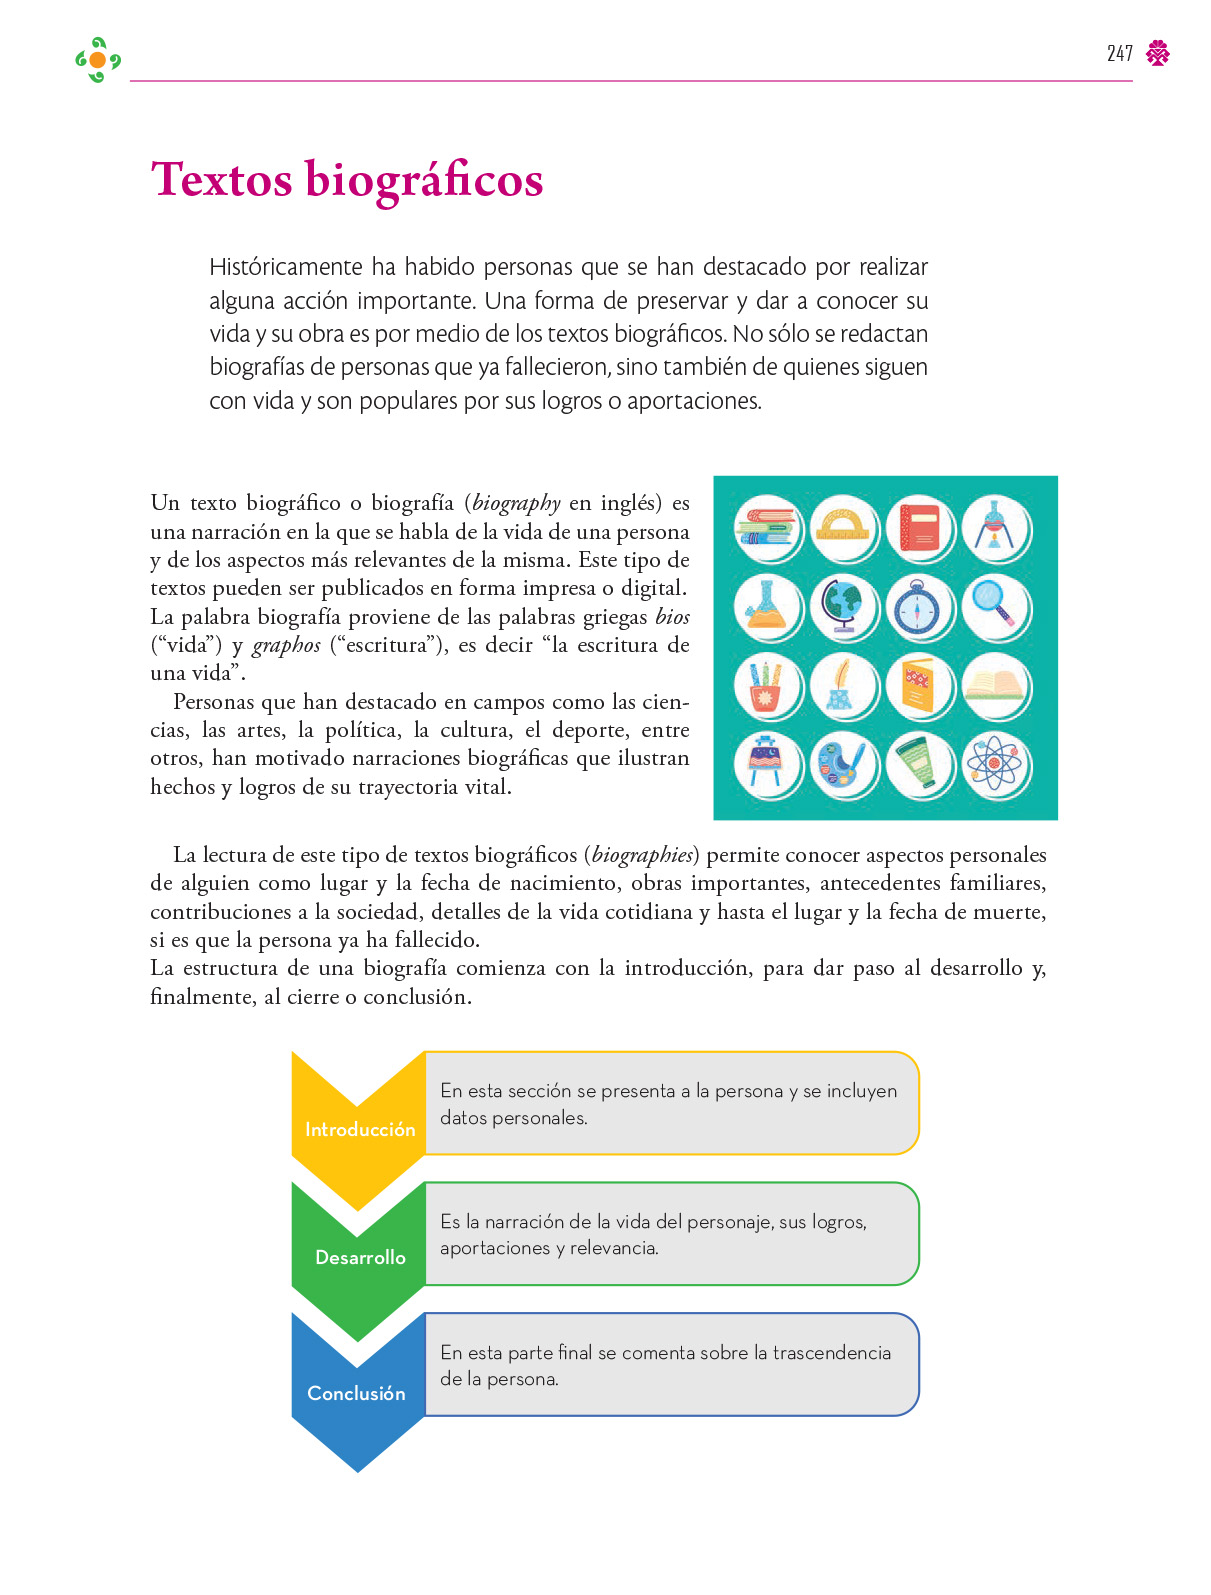 247
Textos biográficos
Históricamente ha habido personas que se han destacado por realizar
alguna acción importante. Una forma de preservar y dar a conocer su
vida y su obra es por medio de los textos biográficos. No sólo se redactan
biografías de personas que ya fallecieron, sino también de quienes siguen
con vida y son populares por sus logros o aportaciones.
Un texto biográfico o biografía (biography en inglés) es
una narración en la que se habla de la vida de una persona
y de los aspectos más relevantes de la misma. Este tipo de
textos pueden ser publicados en forma impresa o digital.
La palabra biografía proviene de las palabras griegas bios
(“vida”) y graphos (“escritura”), es decir “la escritura de
una vida”.
Personas que han destacado en campos como las cien-
cias, las artes, la política, la cultura, el deporte, entre
otros, han motivado narraciones biográficas que ilustran
hechos y logros de su trayectoria vital.
La lectura de este tipo de textos biográficos (biographies) permite conocer aspectos personales
de alguien como lugar y la fecha de nacimiento, obras importantes, antecedentes familiares,
contribuciones a la sociedad, detalles de la vida cotidiana y hasta el lugar y la fecha de muerte,
si es que la persona ya ha fallecido.
La estructura de una biografía comienza con la introducción, para dar paso al desarrollo y,
finalmente, al cierre o conclusión.
Introducción
En esta sección se presenta a la persona y se incluyen
datos personales.
Desarrollo
Es la narración de la vida del personaje, sus logros,
aportaciones y relevancia.
Conclusión
En esta parte final se comenta sobre la trascendencia
de la persona.